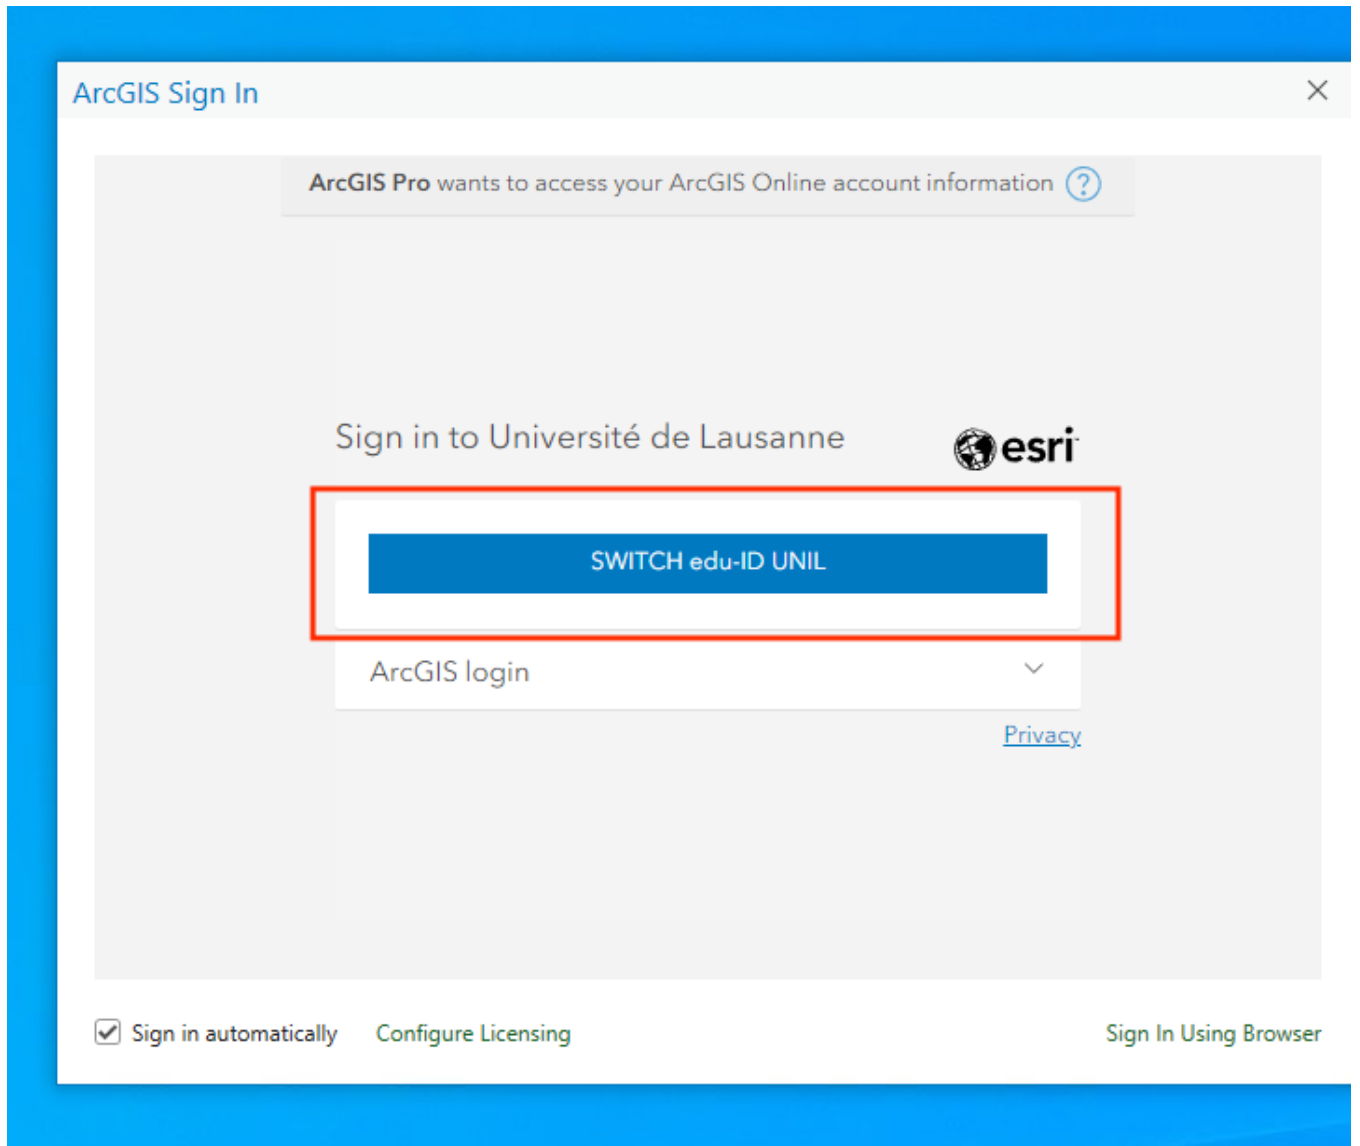 ArcGIS Sign In
ArcGIS Pro wants to access your ArcGIS Online account information ?
Sign in to Université de Lausanne
esri
SWITCH edu-ID UNIL
ArcGIS login
Privacy
Sign in automatically
Configure Licensing
Sign In Using Browser